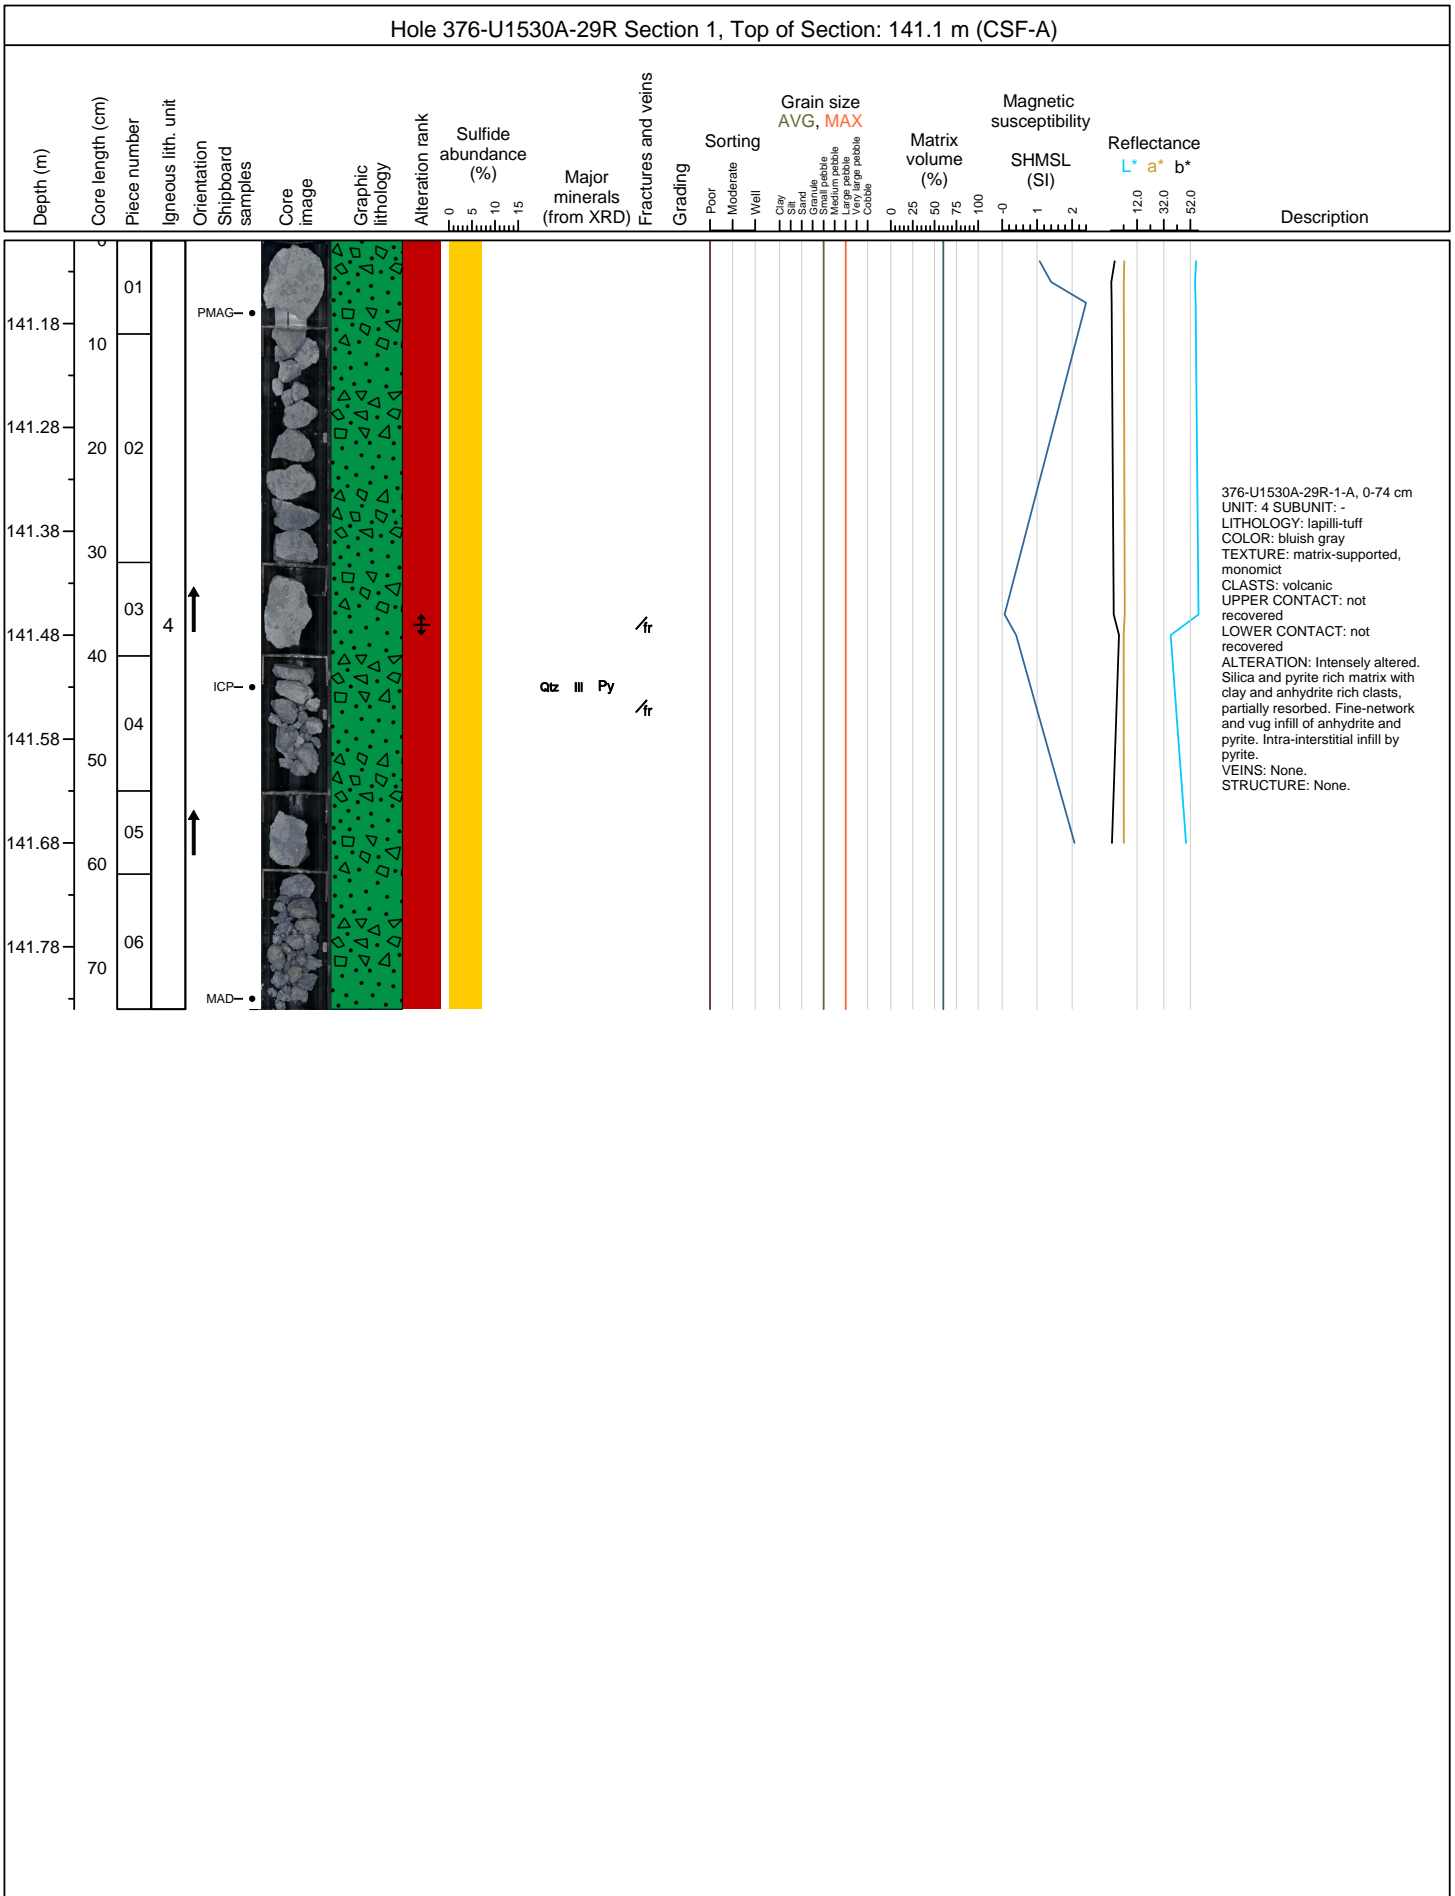 Hole 376-U1530A-29R Section 1, Top of Section: 141.1 m (CSF-A)
Depth (m)
Core length (cm)
Piece number
Igneous lith. unit
Orientation
Shipboard
samples
Core
image
Graphic
lithology
Alteration rank
Sulfide
abundance
(%)
0 5 10 15
Major
minerals
(from XRD)
Fractures and veins
Grading
Sorting
Poor
Moderate
Well
Grain size
AVG, MAX
Clay
Silt
Sand
Granule
Small pebble
Medium pebble
Large pebble
Very large pebble
Cobble
Matrix
volume
(%)
0 25 50 75 100
Magnetic
susceptibility
SHMSL
(SI)
-0 1 2
Reflectance
L* a* b*
12.0 32.0 52.0
Description
0
01
PMAG
141.18
10
141.28
20
02
141.38
30
03
4
fr
141.48
40
ICP
Qtz Ill Py
fr
04
141.58
50
05
141.68
60
06
141.78
70
MAD
376-U1530A-29R-1-A, 0-74 cm
UNIT: 4 SUBUNIT: -
LITHOLOGY: lapilli-tuff
COLOR: bluish gray
TEXTURE: matrix-supported,
monomict
CLASTS: volcanic
UPPER CONTACT: not
recovered
LOWER CONTACT: not
recovered
ALTERATION: Intensely altered.
Silica and pyrite rich matrix with
clay and anhydrite rich clasts,
partially resorbed. Fine-network
and vug infill of anhydrite and
pyrite. Intra-interstitial infill by
pyrite.
VEINS: None.
STRUCTURE: None.